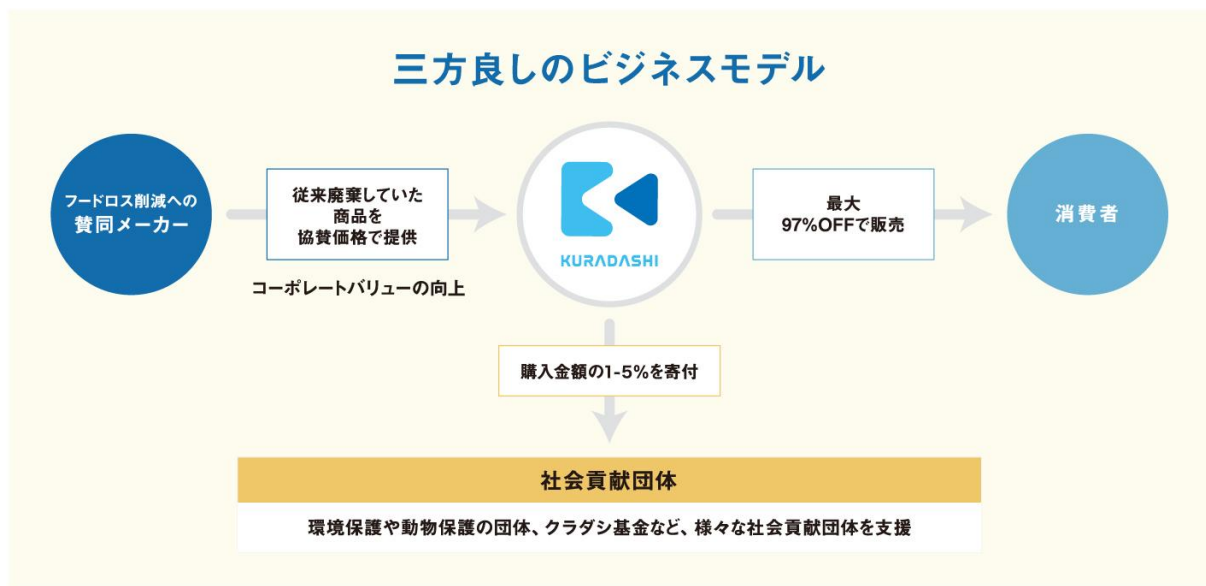 三方良しのビジネスモデル
フードロス削減への
賛同メーカー
従来廃棄していた
商品を
協賛価格で提供
コーポレートバリューの向上
KURADASHI
最大
97%OFFで販売
消費者
購入金額の1-5%を寄付
社会貢献団体
環境保護や動物保護の団体、クラダシ基金など、様々な社会貢献団体を支援